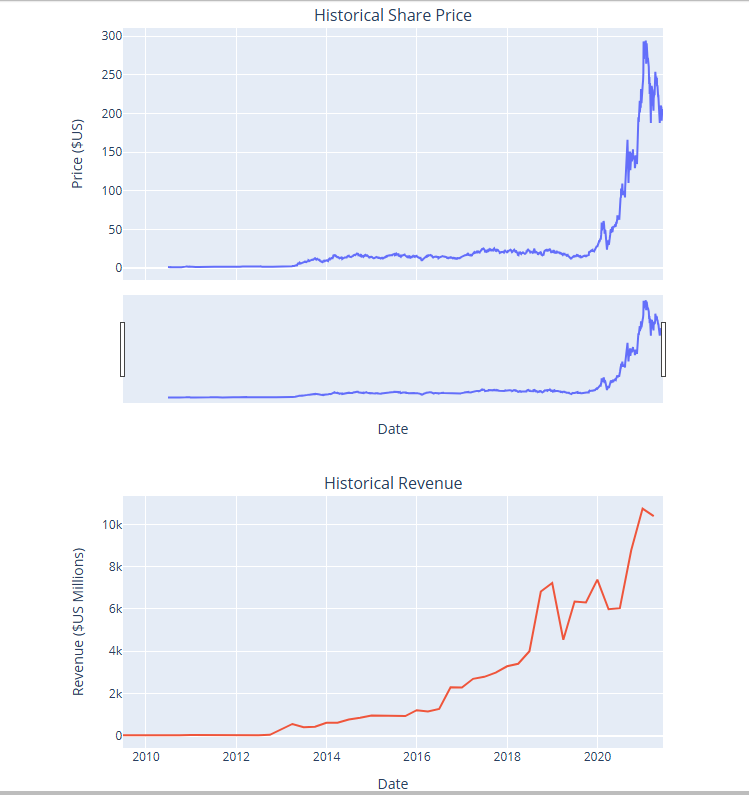 Historical Share Price
300
250
200
150
100
50
0
Price ($US)
Date
Historical Revenue
10k
8k
6k
4k
2k
0
Revenue ($US Millions)
2010 2012 2014 2016 2018 2020
Date